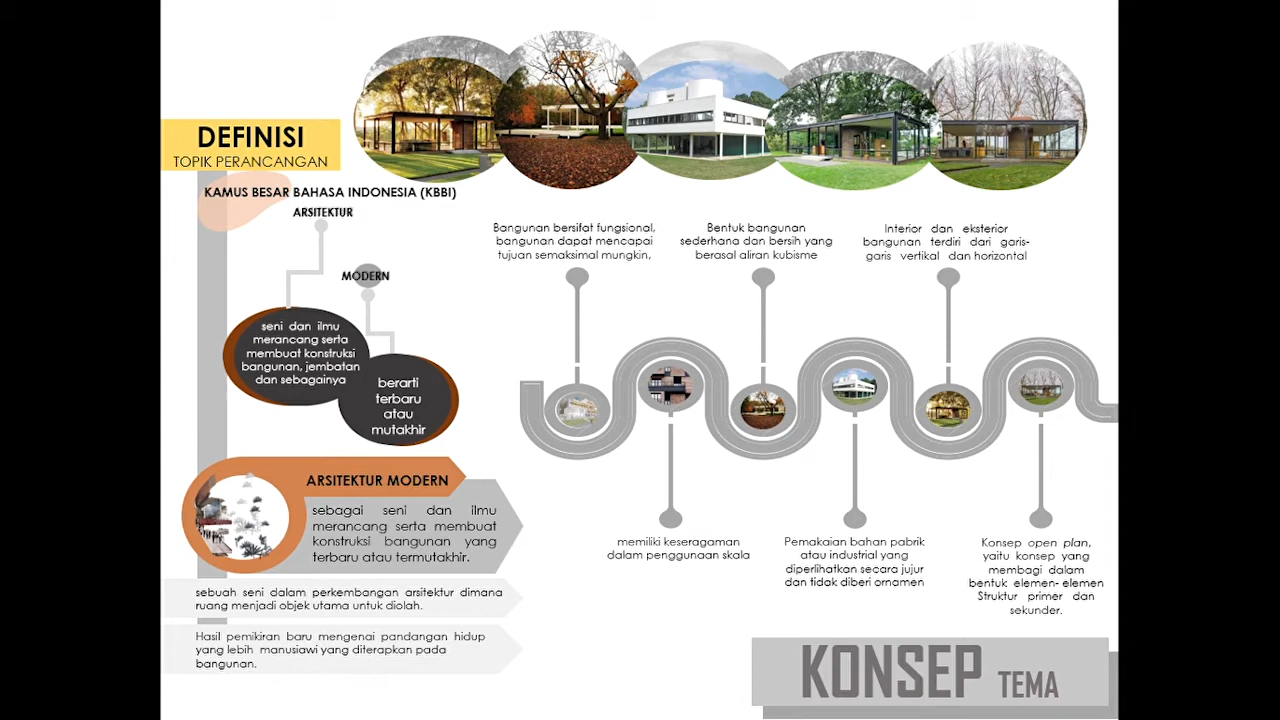 DEFINISI
TOPIK PERANCANGAN
KAMUS BESAR BAHASA INDONESIA (KBBI)
ARSITEKTUR
MODERN
seni dan ilmu
merancang serta
membuat konstruksi
bangunan, jembatan
dan sebagainya
berarti
terbaru
atau
mutakhir
ARSITEKTUR MODERN
sebagai seni dan ilmu
merancang serta membuat
konstruksi bangunan yang
terbaru atau termutakhir.
sebuah seni dalam perkembangan arsitektur dimana
ruang menjadi objek utama untuk diolah.
Hasil pemikiran baru mengenai pandangan hidup
yang lebih manusiawi yang diterapkan pada
bangunan.
Bangunan bersifat fungsional,
bangunan dapat mencapai
tujuan semaksimal mungkin,
Bentuk bangunan
sederhana dan bersih yang
berasal aliran kubisme
Interior dan eksterior
bangunan terdiri dari garis-
garis vertikal dan horizontal
memiliki keseragaman
dalam penggunaan skala
Pemakaian bahan pabrik
atau industrial yang
diperlihatkan secara jujur
dan tidak diberi ornamen
Konsep open plan,
yaitu konsep yang
membagi dalam
bentuk elemen- elemen
Struktur primer dan
sekunder.
KONSEP TEMA